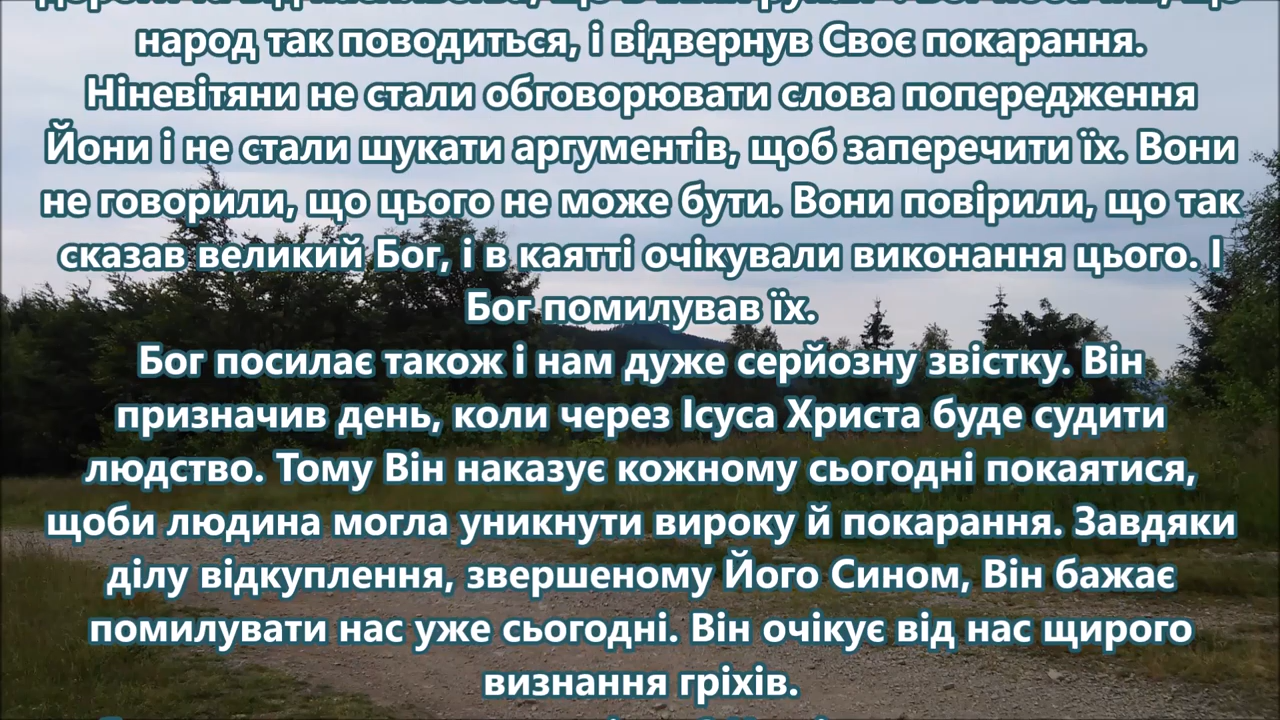 народ так поводиться, і відвернув Своє покарання.
Ніневітяни не стали обговорювати слова попередження
Йони і не стали шукати аргументів, щоб заперечити їх. Вони
не говорили, що цього не може бути. Вони повірили, що так
сказав великий Бог, і в каятті очікували виконання цього. І
Бог помилував їх.
Бог посилає також і нам дуже серйозну звістку. Він
призначив день, коли через Ісуса Христа буде судити
людство. Тому Він наказує кожному сьогодні покаятися,
щоби людина могла уникнути вироку й покарання. Завдяки
ділу відкуплення, звершеному Його Сином, Він бажає
помилувати нас уже сьогодні. Він очікує від нас щирого
визнання гріхів.